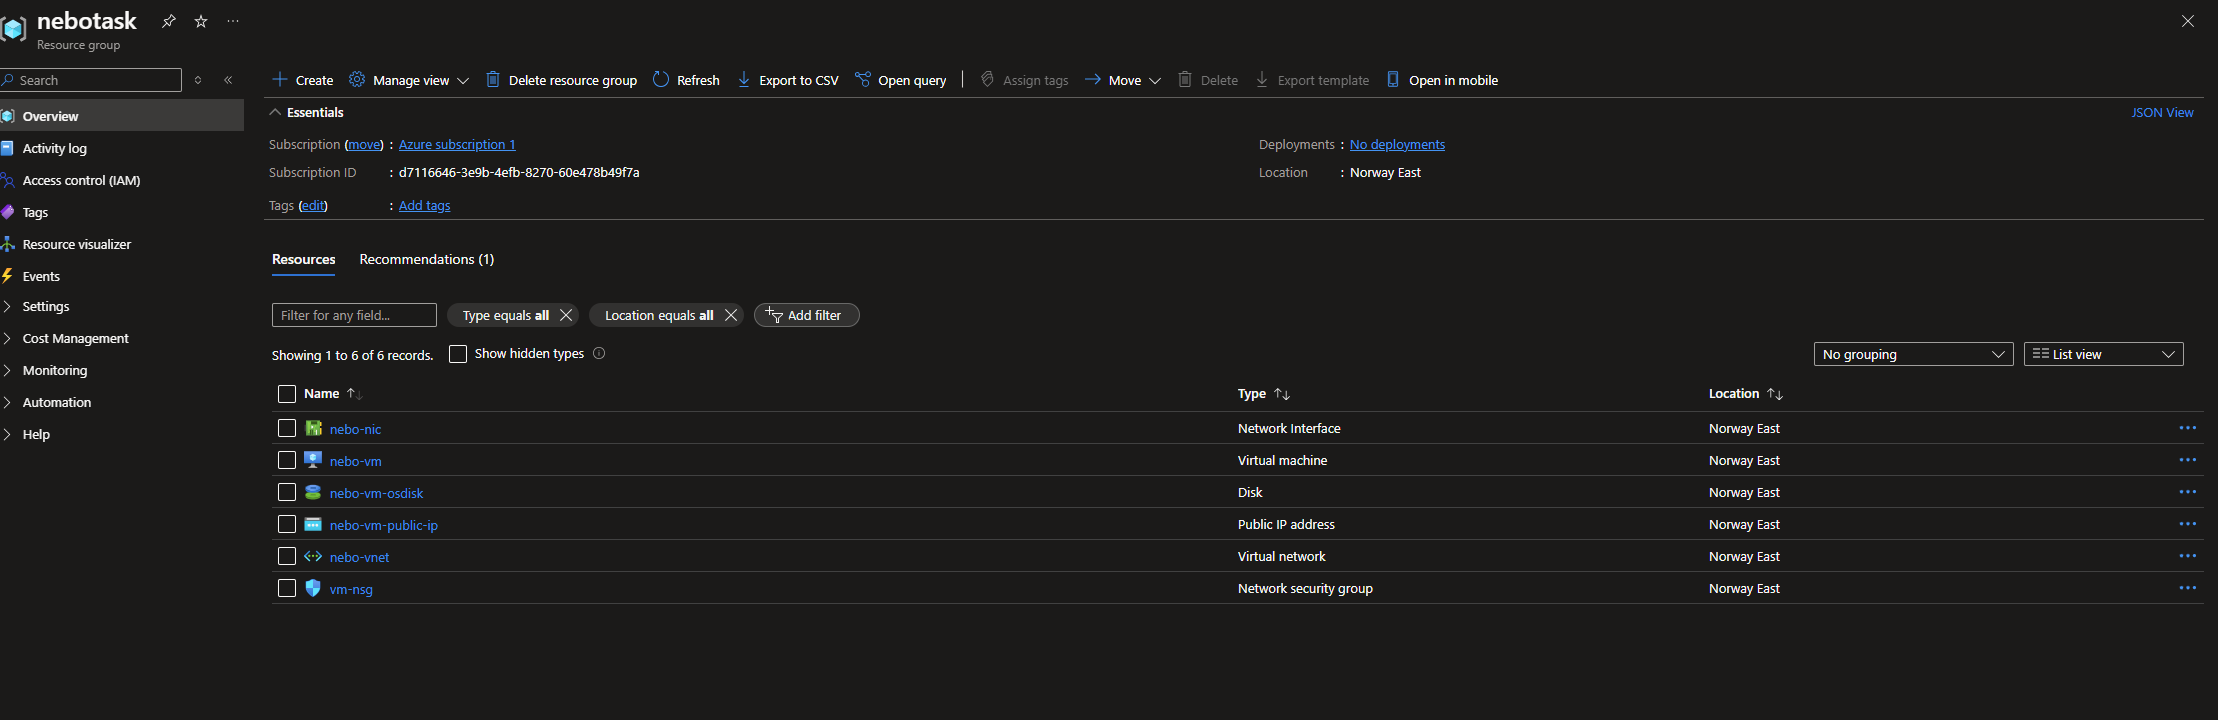 nebotask
Resource group
Search
Overview
Activity log
Access control (IAM)
Tags
Resource visualizer
Events
Settings
Cost Management
Monitoring
Automation
Help
Create Manage view Delete resource group Refresh Export to CSV Open query Assign tags Move Delete Export template Open in mobile
Essentials
JSON View
Subscription (move) : Azure subscription 1
Subscription ID : d7116646-3e9b-4efb-8270-60e478b49f7a
Tags (edit) : Add tags
Deployments : No deployments
Location : Norway East
Resources Recommendations (1)
Filter for any field... Type equals all Location equals all Add filter
Showing 1 to 6 of 6 records. Show hidden types No grouping List view
Name Type Location
nebo-nic Network Interface Norway East
nebo-vm Virtual machine Norway East
nebo-vm-osdisk Disk Norway East
nebo-vm-public-ip Public IP address Norway East
nebo-vnet Virtual network Norway East
vm-nsg Network security group Norway East